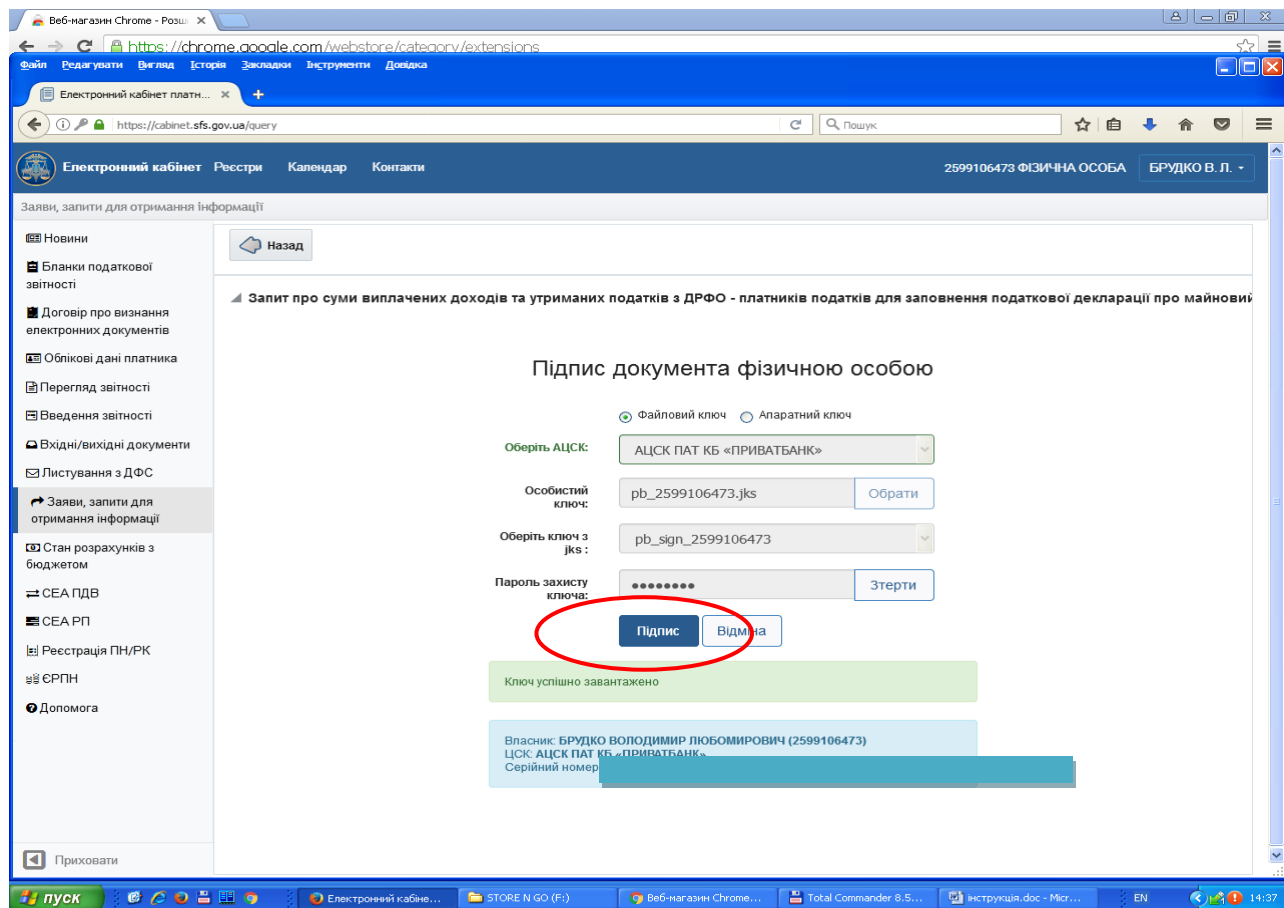 Веб-магазин Chrome - Розш
https://chrome.google.com/webstore/category/extensions
Файл Редагувати Вигляд Історія Закладки Інструменти Довідка
Електронний кабінет платн...
https://cabinet.sfs.gov.ua/query
Пошук
Електронний кабінет Реєстри Календар Контакти 2599106473 ФІЗИЧНА ОСОБА БРУДКО В. Л.
Заяви, запити для отримання інформації
Новини
Бланки податкової
звітності
Договір про визнання
електронних документів
Облікові дані платника
Перегляд звітності
Введення звітності
Вхідні/вихідні документи
Листування з ДФС
Заяви, запити для
отримання інформації
Стан розрахунків з
бюджетом
СЕА ПДВ
СЕА РП
Реєстрація ПН/РК
ЄРПН
Допомога
Приховати
Назад
Запит про суми виплачених доходів та утриманих податків з ДРФО - платників податків для заповнення податкової декларації про майновий
Підпис документа фізичною особою
Файловий ключ Апаратний ключ
Оберіть АЦСК:
АЦСК ПАТ КБ «ПРИВАТБАНК»
Особистий
ключ:
pb_2599106473.jks Обрати
Оберіть ключ з
jks :
pb_sign_2599106473
Пароль захисту
ключа:
●●●●●●●● Зтерти
Підпис Відміна
Ключ успішно завантажено
Власник: БРУДКО ВОЛОДИМИР ЛЮБОМИРОВИЧ (2599106473)
ЦСК: АЦСК ПАТ КБ «ПРИВАТБАНК»
Серійний номер
пуск Електронний кабіне... STORE N GO (F:) Веб-магазин Chrome... Total Commander 8.5... інструкція.doc - Micr... EN 14:37